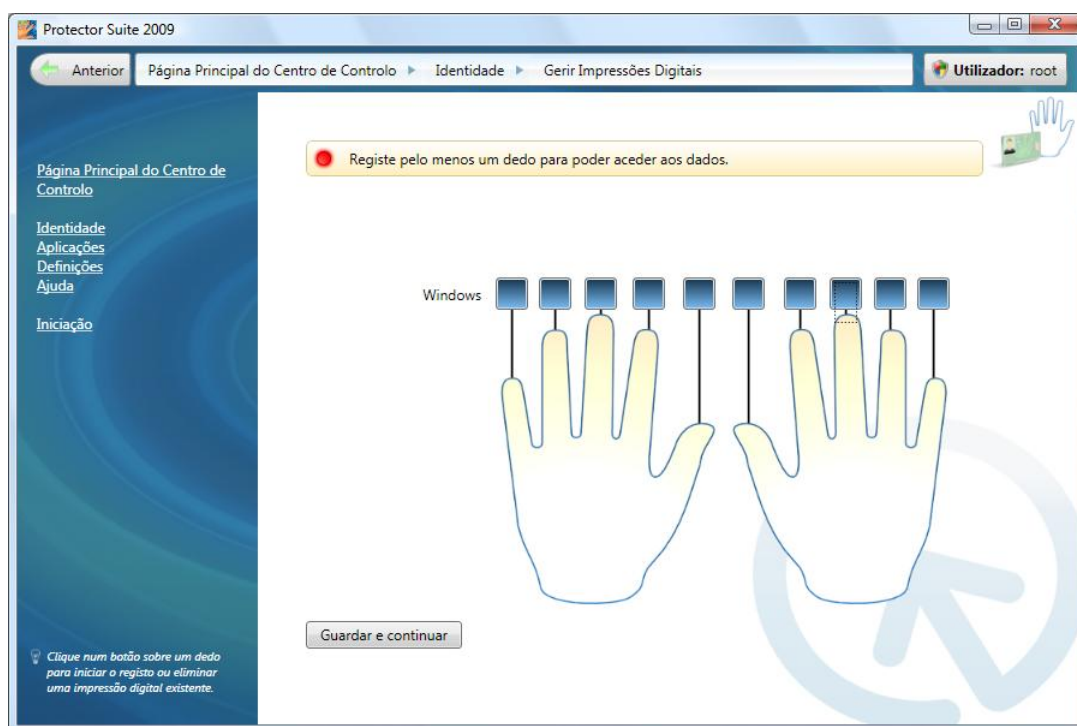 Protector Suite 2009
Anterior
Página Principal do Centro de Controlo
Identidade
Gerir Impressões Digitais
Utilizador: root
Página Principal do Centro de
Controlo
Identidade
Aplicações
Definições
Ajuda
Iniciação
Registe pelo menos um dedo para poder aceder aos dados.
Windows
Guardar e continuar
Clique num botão sobre um dedo
para iniciar o registo ou eliminar
uma impressão digital existente.